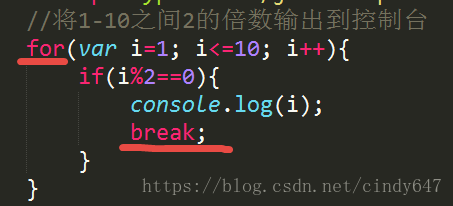 //将1-10之间2的倍数输出到控制台
for(var i=1; i<=10; i++){
if(i%2==0){
console.log(i);
break;
}
}
https://blog.csdn.net/cindy647